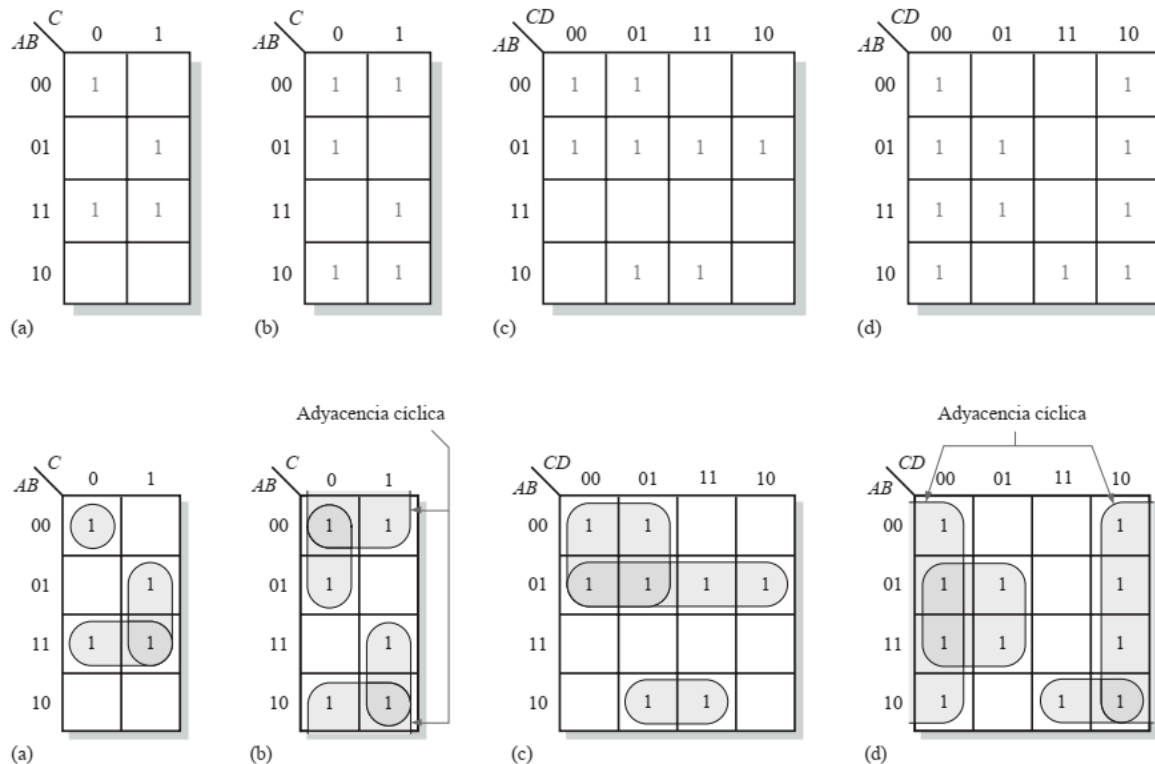 C C CD CD
AB 0 1 AB 0 1 AB 00 01 11 10 AB 00 01 11 10
00 1 00 1 1 00 1 1 00 1 1
01 1 01 1 01 1 1 1 1 01 1 1 1
11 1 1 11 1 11 11 1 1 1
10 10 1 1 10 1 1 10 1 1 1
(a) (b) (c) (d)
Adyacencia cíclica Adyacencia cíclica
C C CD CD
AB 0 1 AB 0 1 AB 00 01 11 10 AB 00 01 11 10
00 1 00 1 1 00 1 1 00 1 1
01 1 01 1 01 1 1 1 1 01 1 1 1
11 1 1 11 1 11 11 1 1 1
10 10 1 1 10 1 1 10 1 1 1
(a) (b) (c) (d)